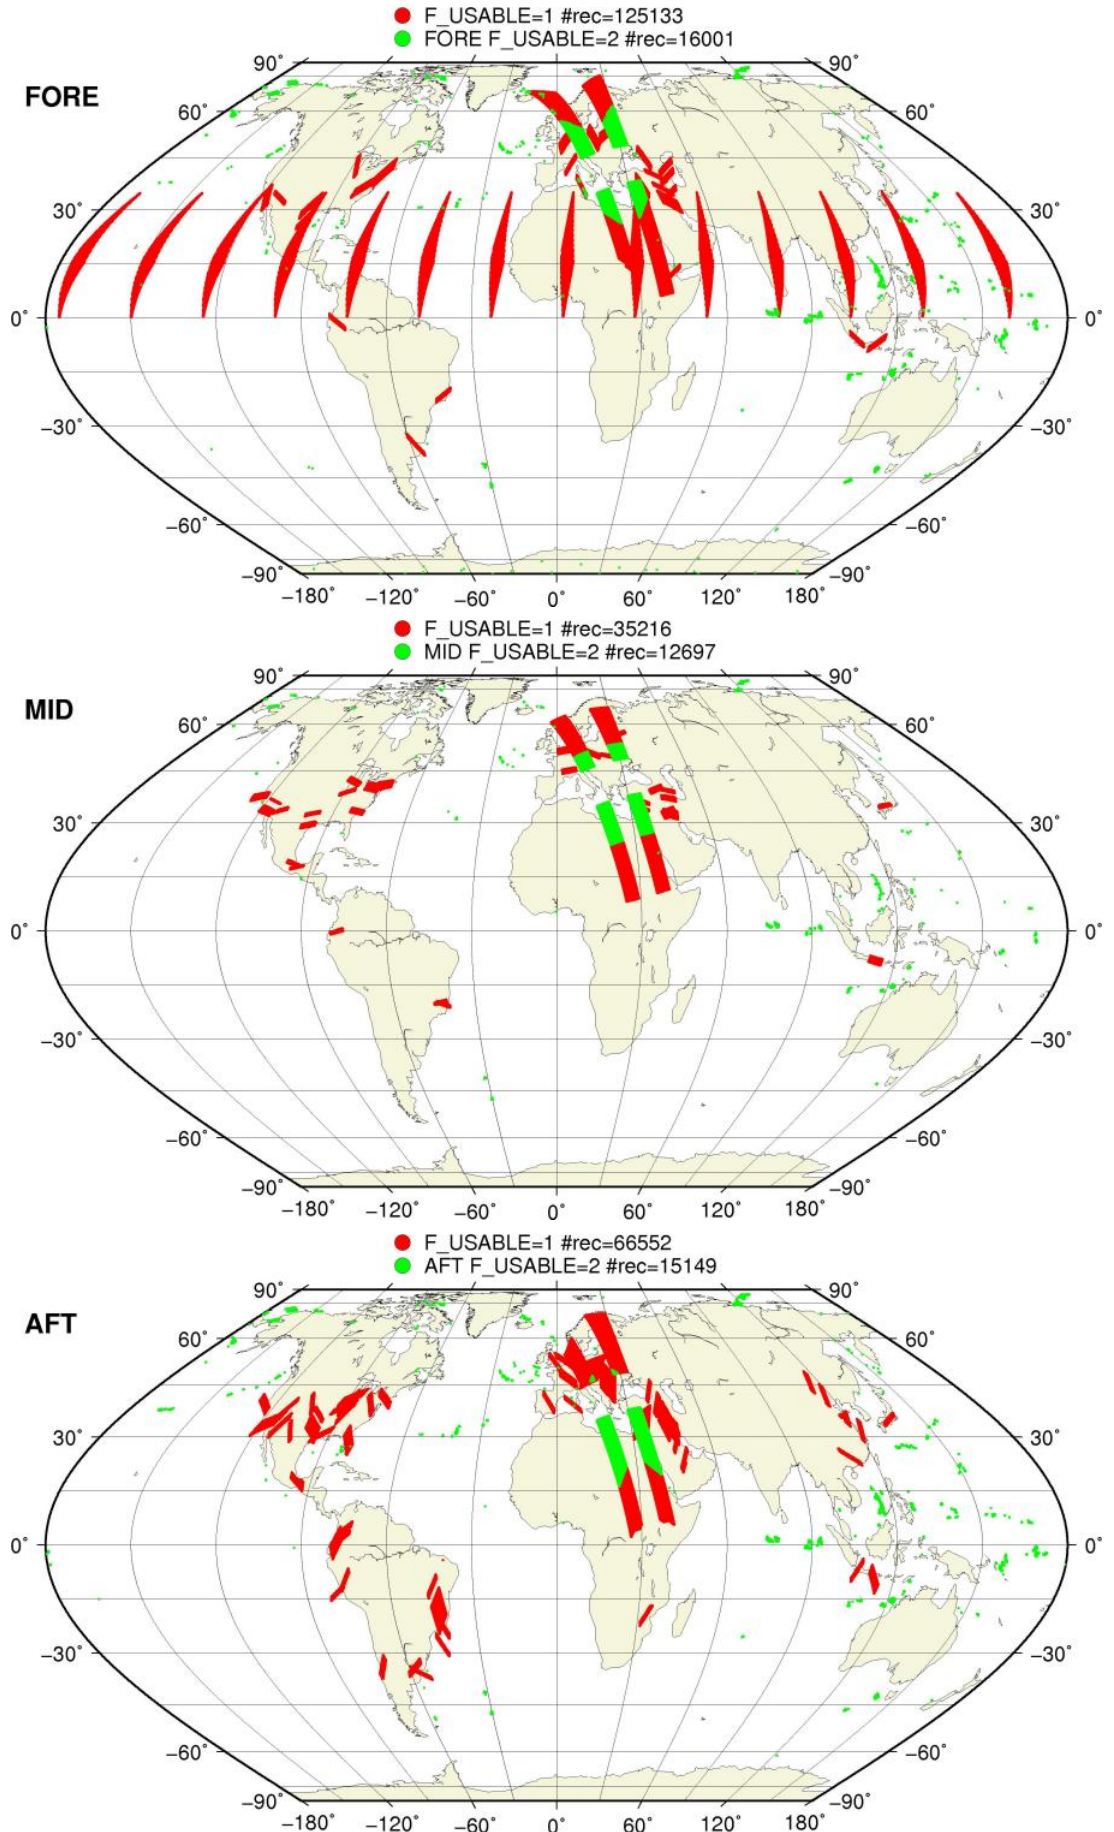 F_USABLE=1 #rec=125133
FORE F_USABLE=2 #rec=16001
FORE
90° 90°
60° 60°
30° 30°
0° 0°
−30° −30°
−60° −60°
−90° −90°
−180° −120° −60° 0° 60° 120° 180°
F_USABLE=1 #rec=35216
MID F_USABLE=2 #rec=12697
MID
90° 90°
60° 60°
30° 30°
0° 0°
−30° −30°
−60° −60°
−90° −90°
−180° −120° −60° 0° 60° 120° 180°
F_USABLE=1 #rec=66552
AFT F_USABLE=2 #rec=15149
AFT
90° 90°
60° 60°
30° 30°
0° 0°
−30° −30°
−60° −60°
−90° −90°
−180° −120° −60° 0° 60° 120° 180°